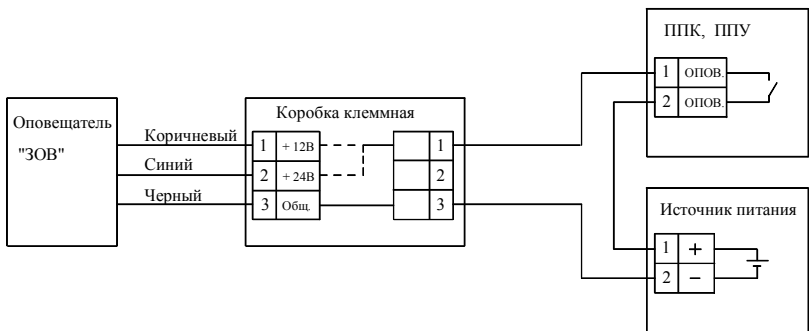 ППК, ППУ
1 ОПОВ.
2 ОПОВ.
Оповещатель
"ЗОВ"
Коричневый
Синий
Черный
Коробка клеммная
1 + 12В
2 + 24В
3 Общ.
1
2
3
Источник питания
1 +
2 −